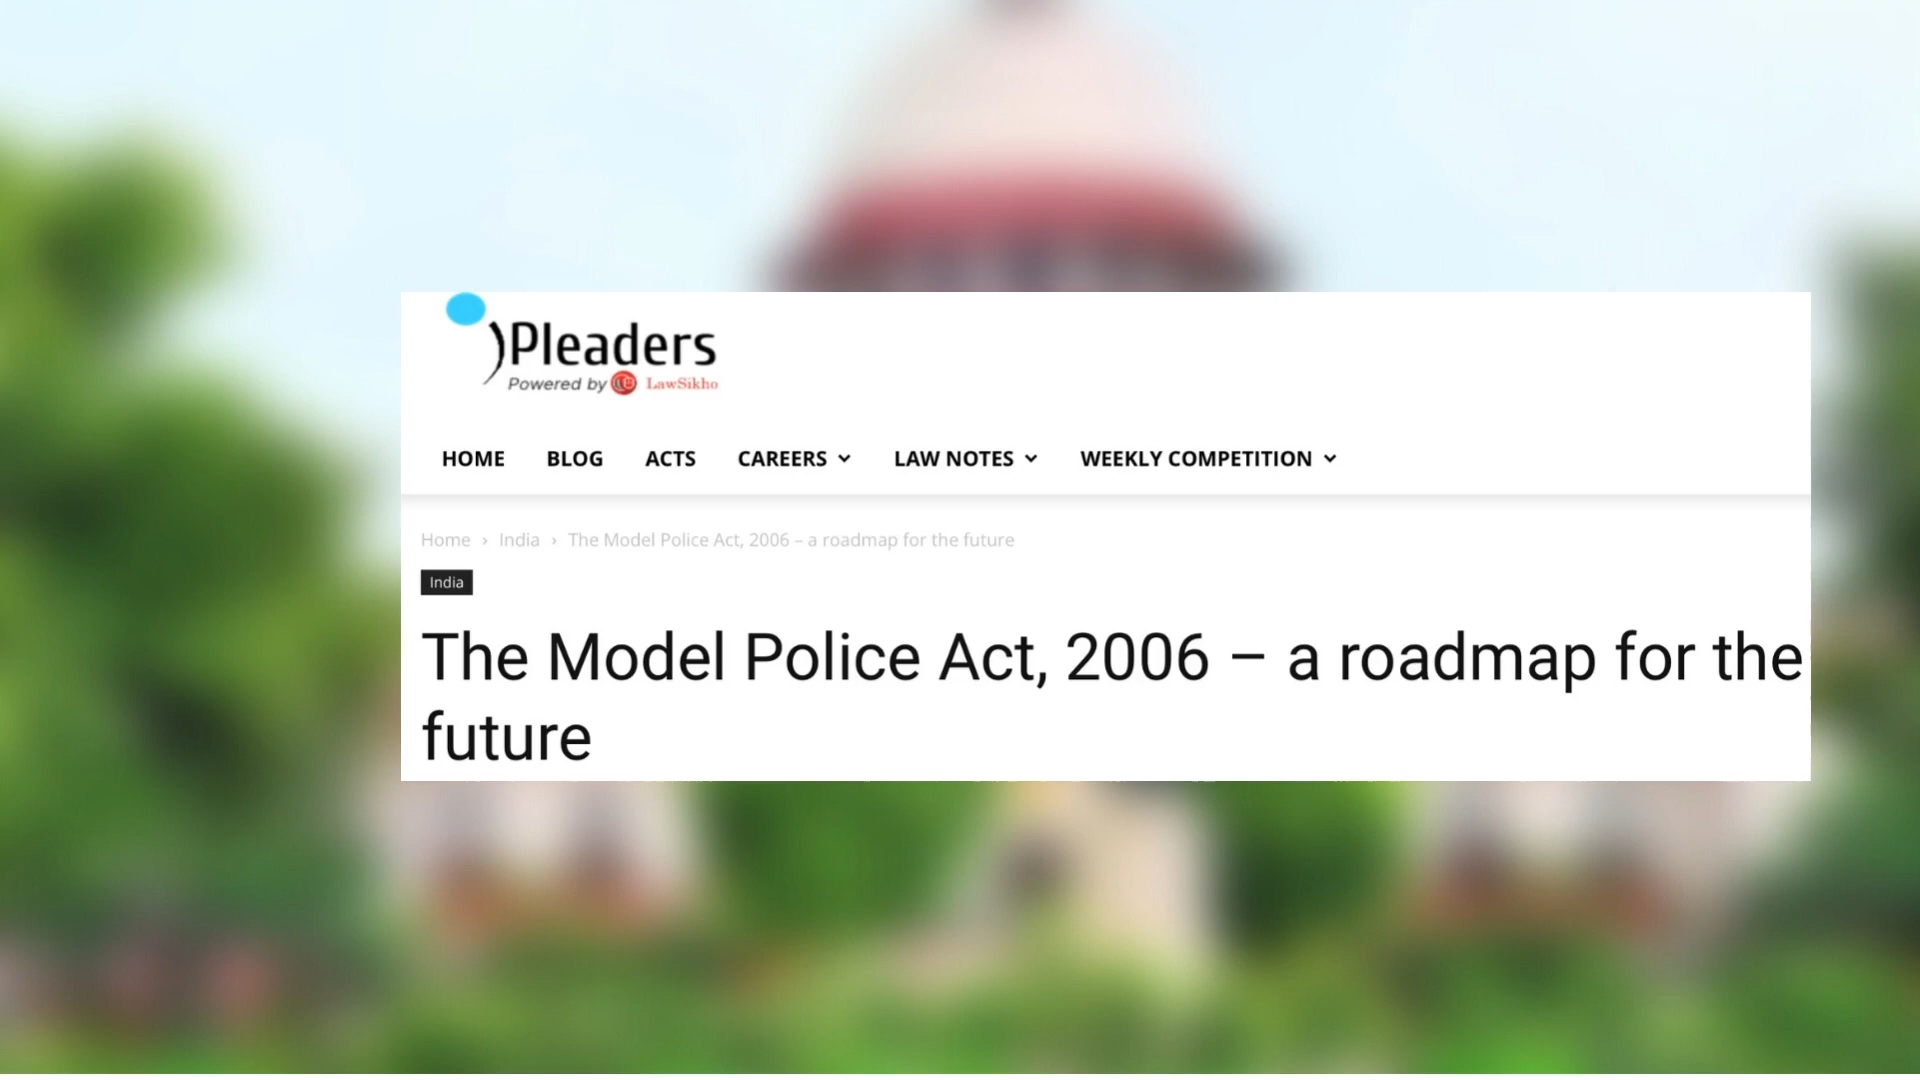 iPleaders
Powered by LawSikho
HOME BLOG ACTS CAREERS LAW NOTES WEEKLY COMPETITION
Home › India › The Model Police Act, 2006 – a roadmap for the future
India
The Model Police Act, 2006 – a roadmap for the
future